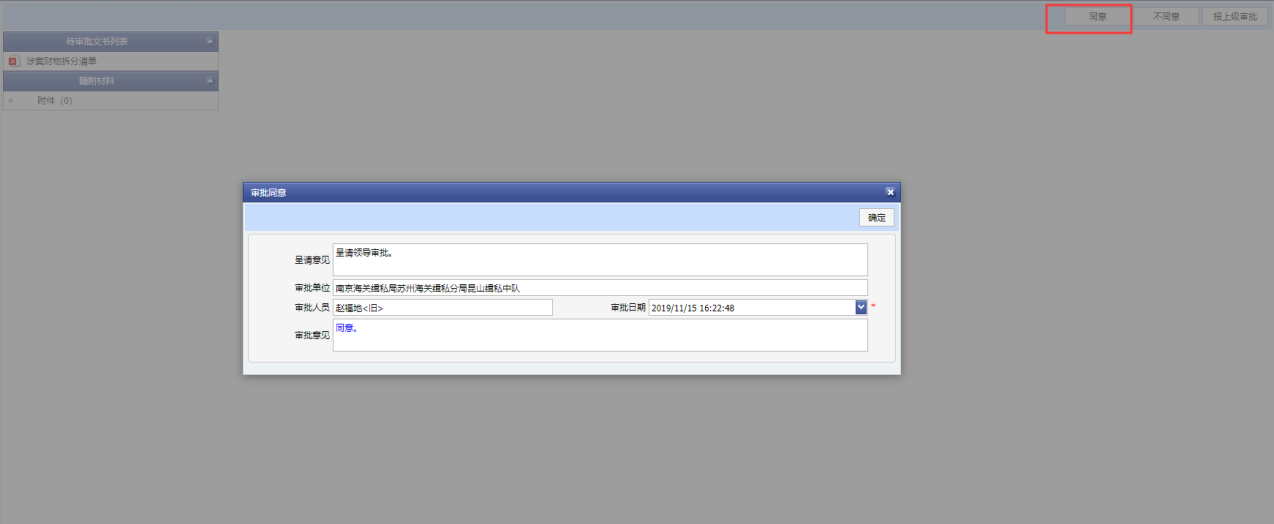 同意 不同意 报上级审批
待审批文书列表
涉案财物拆分清单
随附材料
附件（0）
审批同意
确定
呈请意见 呈请领导审批。
审批单位 南京海关缉私局苏州海关缉私分局昆山缉私中队
审批人员 赵福地<旧> 审批日期 2019/11/15 16:22:48 *
审批意见 同意。